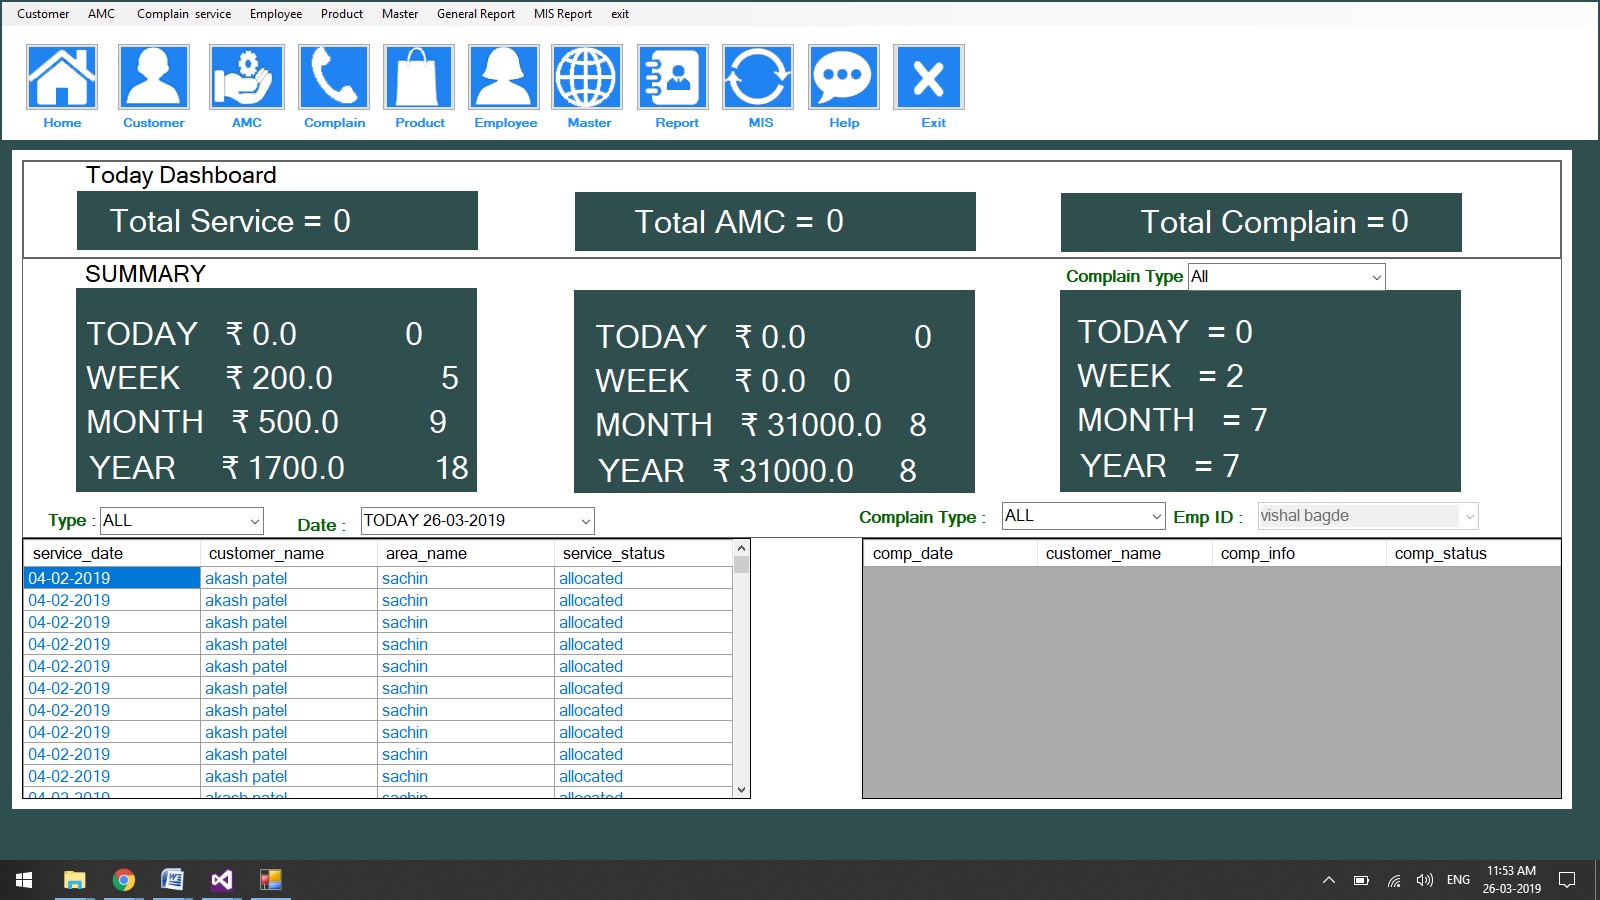 Customer AMC Complain service Employee Product Master General Report MIS Report exit
Home Customer AMC Complain Product Employee Master Report MIS Help Exit
Today Dashboard
Total Service = 0 Total AMC = 0 Total Complain = 0
SUMMARY
Complain Type All
TODAY ₹ 0.0 0
WEEK ₹ 200.0 5
MONTH ₹ 500.0 9
YEAR ₹ 1700.0 18
TODAY ₹ 0.0 0
WEEK ₹ 0.0 0
MONTH ₹ 31000.0 8
YEAR ₹ 31000.0 8
TODAY = 0
WEEK = 2
MONTH = 7
YEAR = 7
Type : ALL Date : TODAY 26-03-2019
Complain Type : ALL Emp ID : vishal bagde
service_date customer_name area_name service_status
04-02-2019 akash patel sachin allocated
04-02-2019 akash patel sachin allocated
04-02-2019 akash patel sachin allocated
04-02-2019 akash patel sachin allocated
04-02-2019 akash patel sachin allocated
04-02-2019 akash patel sachin allocated
04-02-2019 akash patel sachin allocated
04-02-2019 akash patel sachin allocated
04-02-2019 akash patel sachin allocated
04-02-2019 akash patel sachin allocated
04-02-2019 akash patel sachin allocated
comp_date customer_name comp_info comp_status
ENG
11:53 AM
26-03-2019